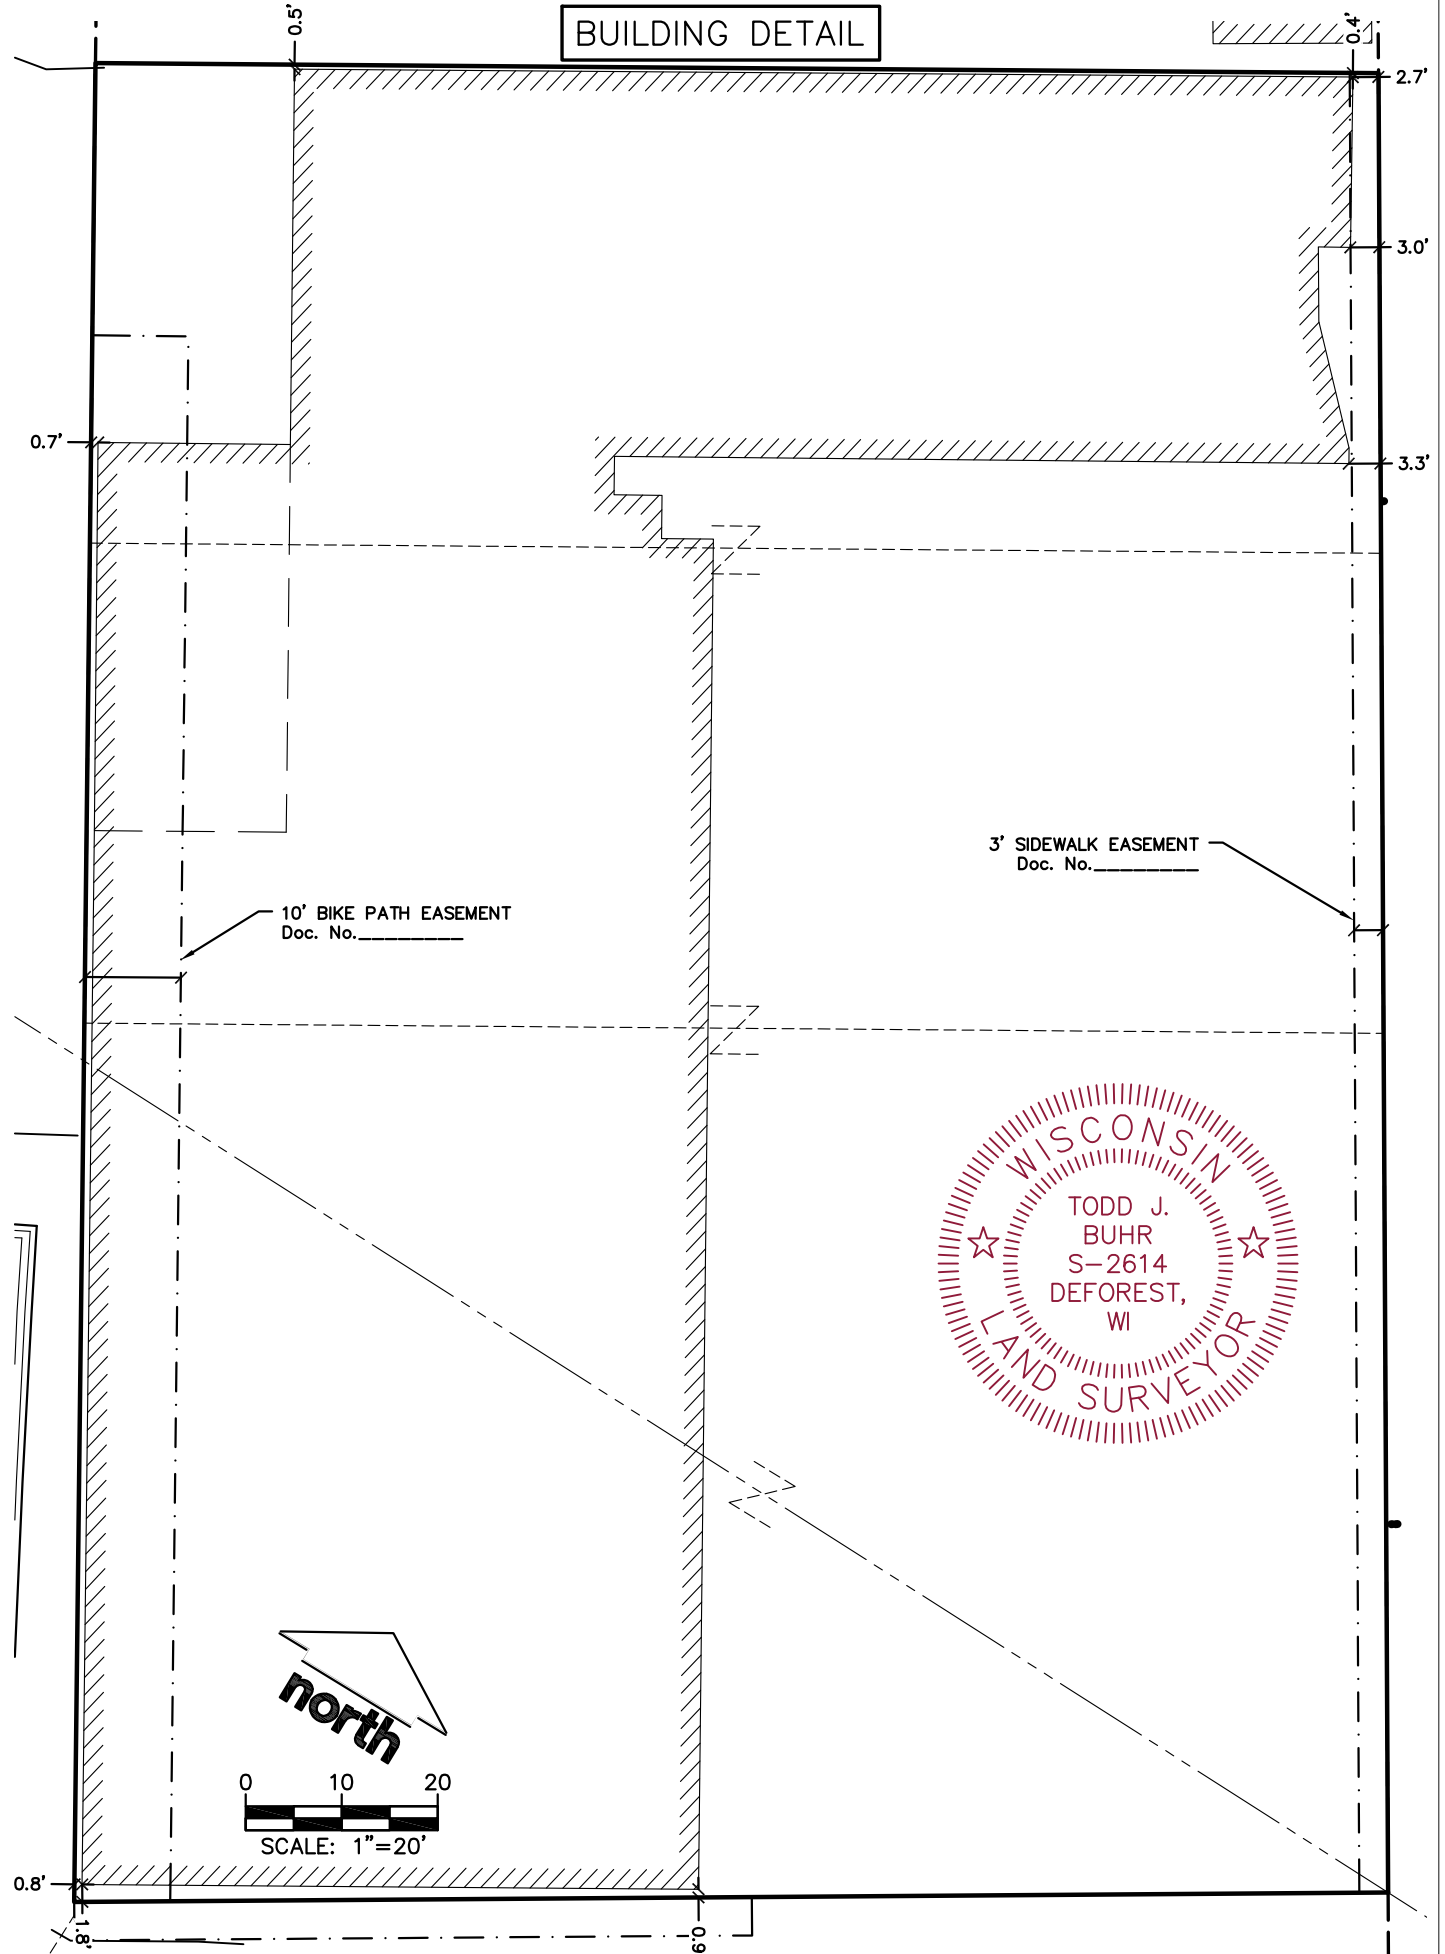 0.5'
BUILDING DETAIL
0.4'
2.7'
3.0'
0.7'
3.3'
3' SIDEWALK EASEMENT
Doc. No.________
10' BIKE PATH EASEMENT
Doc. No.________
WISCONSIN
TODD J.
BUHR
S-2614
DEFOREST,
WI
LAND SURVEYOR
north
0 10 20
SCALE: 1"=20'
0.8'
1.8'
0.9